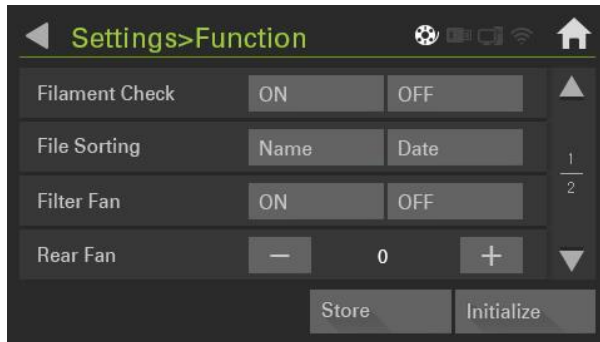 Settings>Function
Filament Check ON OFF
File Sorting Name Date
Filter Fan ON OFF
Rear Fan — 0 +
1
2
Store Initialize